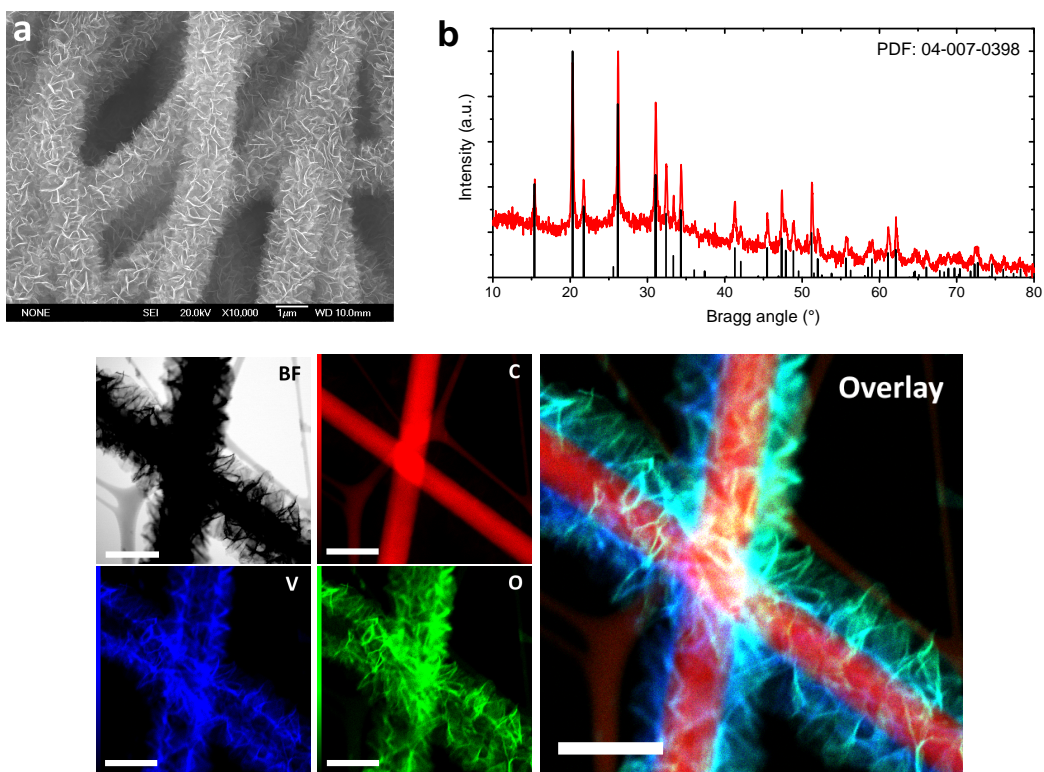 a
NONE SEI 20.0kV X10,000 1µm WD 10.0mm
b
PDF: 04-007-0398
Intensity (a.u.)
10 20 30 40 50 60 70 80
Bragg angle (°)
BF
C
V
O
Overlay